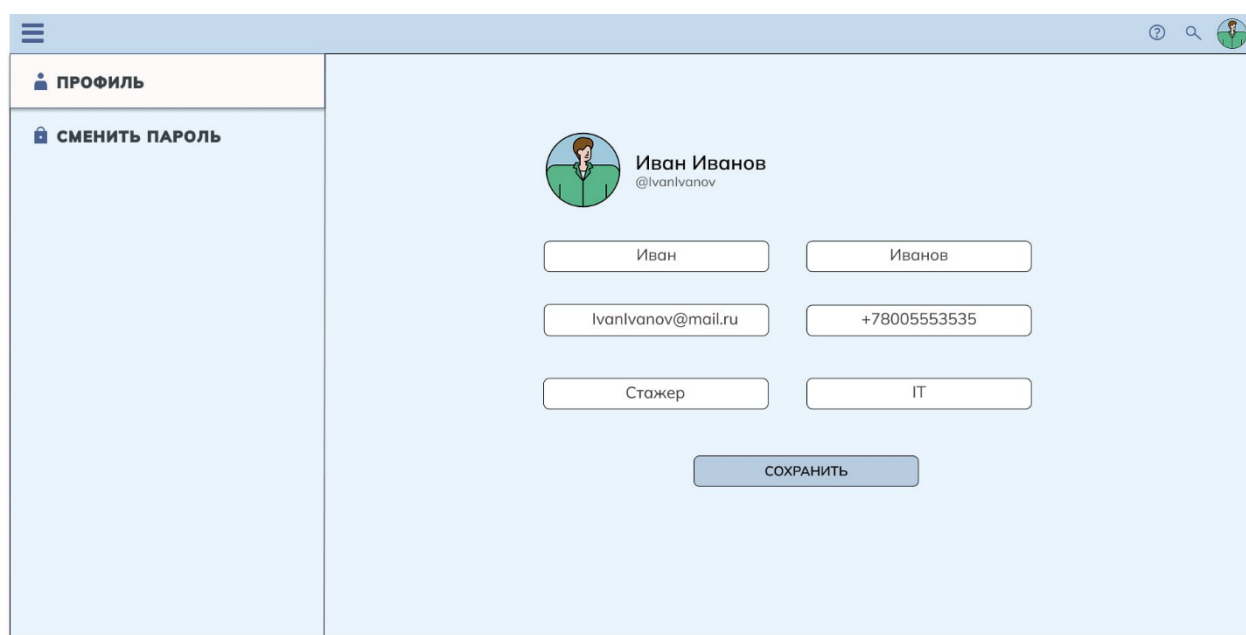 ПРОФИЛЬ
СМЕНИТЬ ПАРОЛЬ
Иван Иванов
@IvanIvanov
Иван
Иванов
IvanIvanov@mail.ru
+78005553535
Стажер
IT
СОХРАНИТЬ